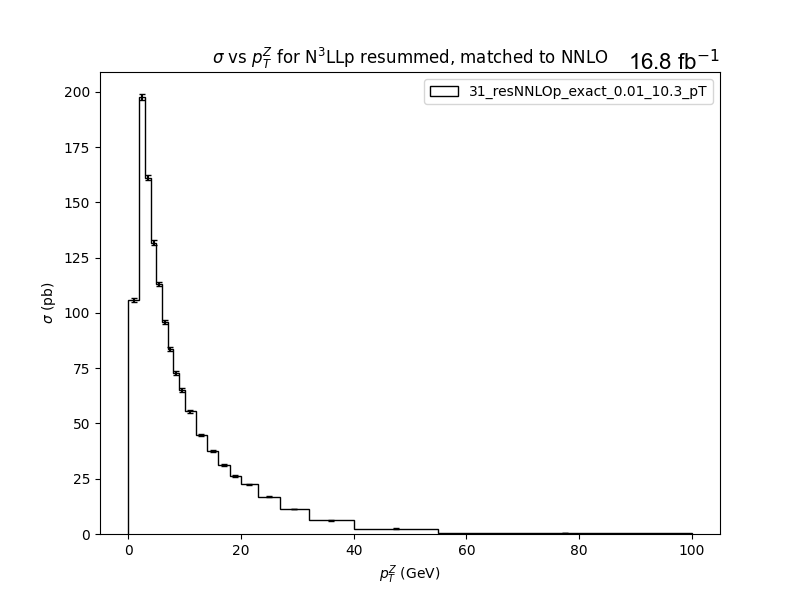 σ vs p_T^Z for N³LLp resummed, matched to NNLO 16.8 fb⁻¹
31_resNNLOp_exact_0.01_10.3_pT
200
175
150
125
100
75
50
25
0
σ (pb)
0 20 40 60 80 100
p_T^Z (GeV)